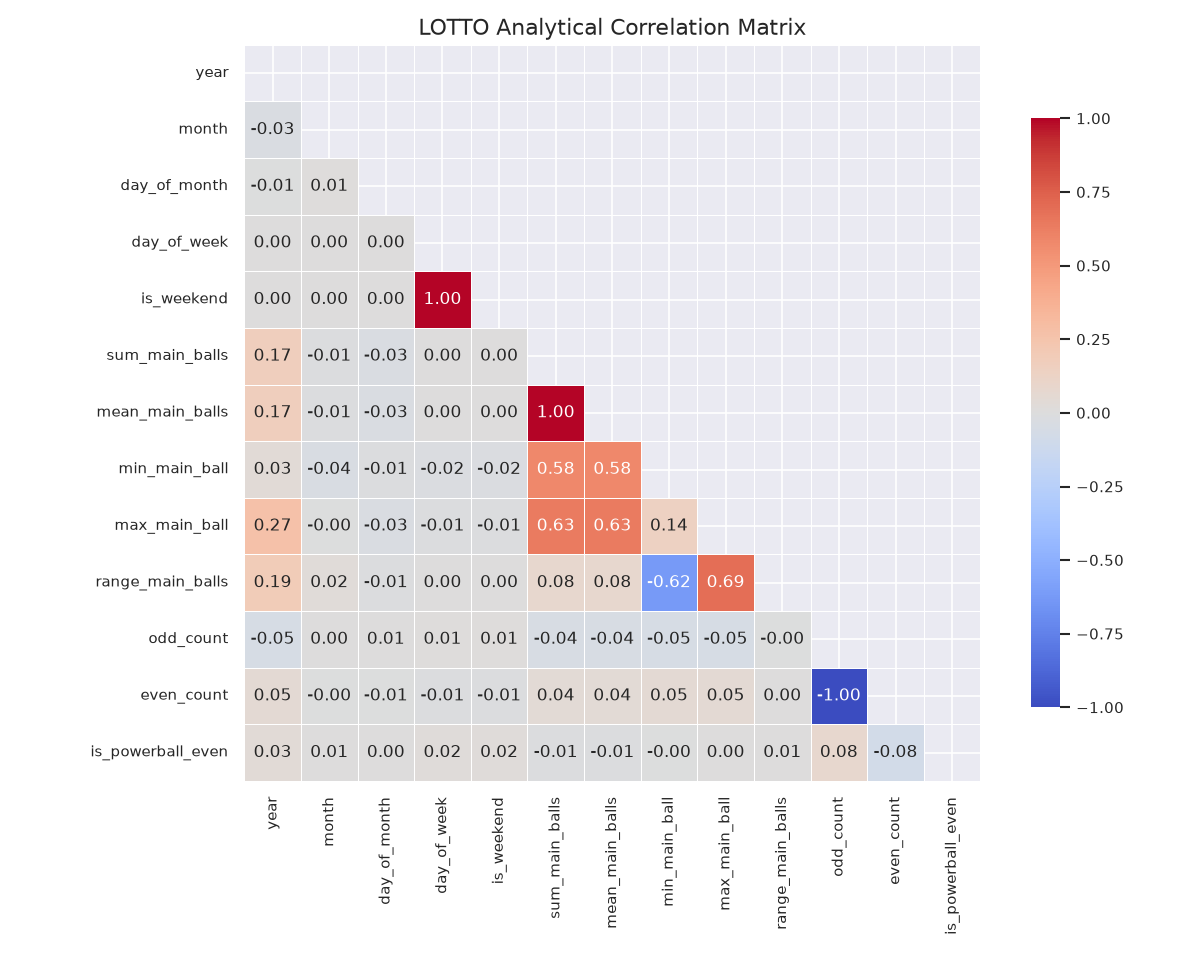 LOTTO Analytical Correlation Matrix
year
month -0.03
day_of_month -0.01 0.01
day_of_week 0.00 0.00 0.00
is_weekend 0.00 0.00 0.00 1.00
sum_main_balls 0.17 -0.01 -0.03 0.00 0.00
mean_main_balls 0.17 -0.01 -0.03 0.00 0.00 1.00
min_main_ball 0.03 -0.04 -0.01 -0.02 -0.02 0.58 0.58
max_main_ball 0.27 -0.00 -0.03 -0.01 -0.01 0.63 0.63 0.14
range_main_balls 0.19 0.02 -0.01 0.00 0.00 0.08 0.08 -0.62 0.69
odd_count -0.05 0.00 0.01 0.01 0.01 -0.04 -0.04 -0.05 -0.05 -0.00
even_count 0.05 -0.00 -0.01 -0.01 -0.01 0.04 0.04 0.05 0.05 0.00 -1.00
is_powerball_even 0.03 0.01 0.00 0.02 0.02 -0.01 -0.01 -0.00 0.00 0.01 0.08 -0.08
year month day_of_month day_of_week is_weekend sum_main_balls mean_main_balls min_main_ball max_main_ball range_main_balls odd_count even_count is_powerball_even
1.00
0.75
0.50
0.25
0.00
−0.25
−0.50
−0.75
−1.00